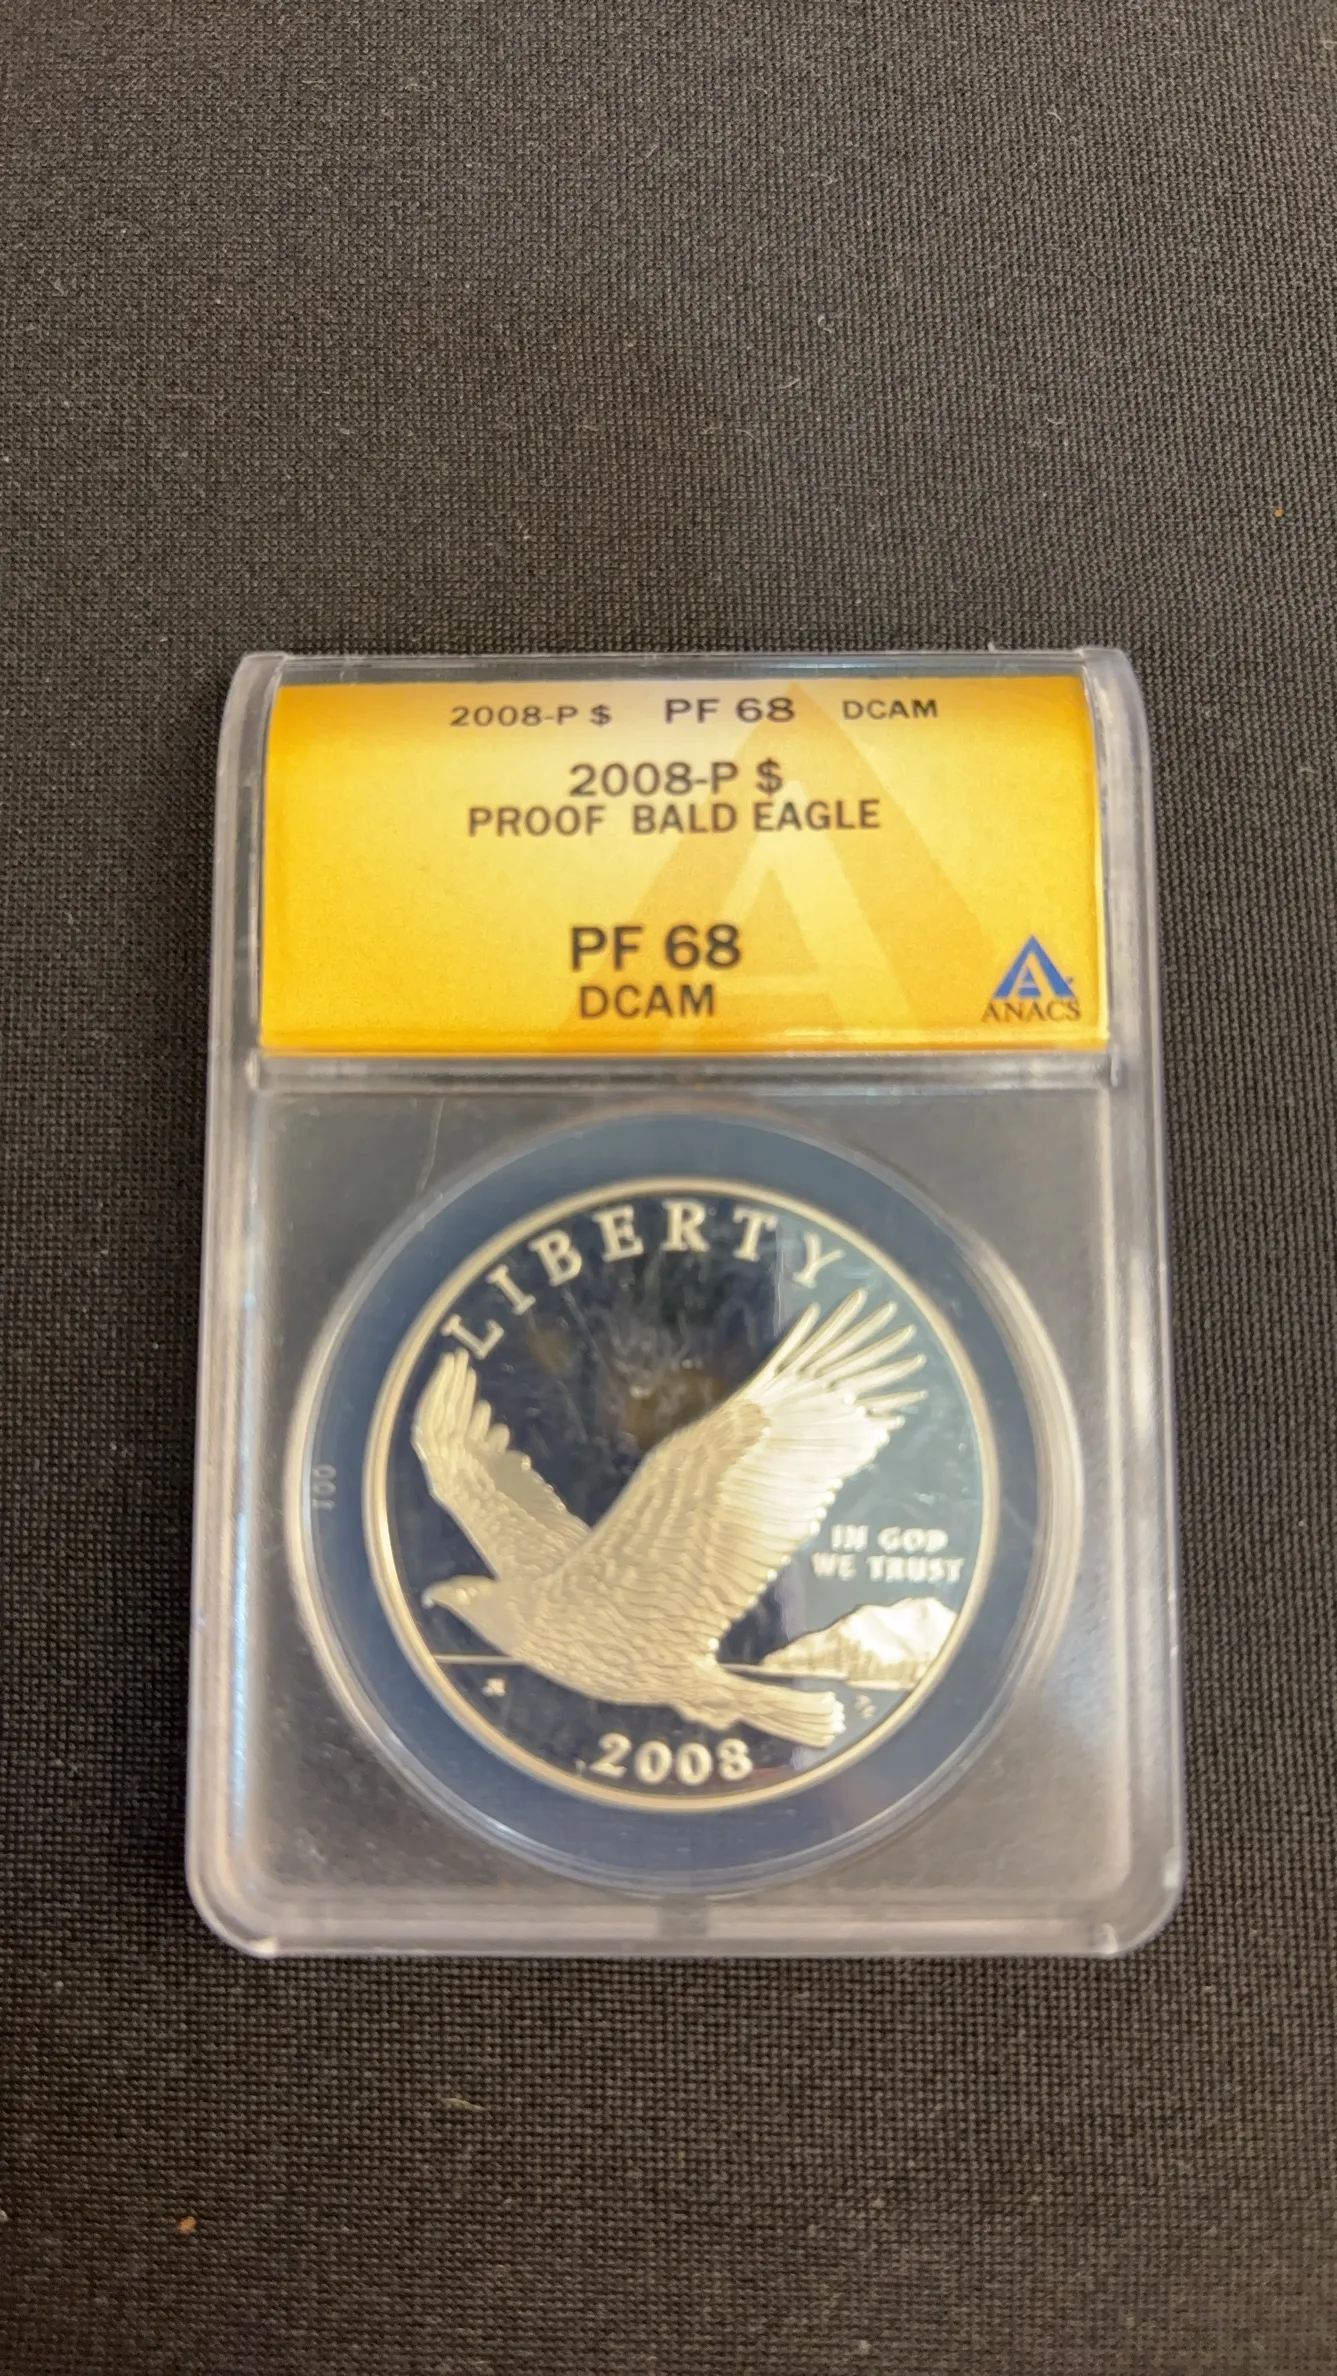 2008-P $ PF 68 DCAM
2008-P $
PROOF BALD EAGLE
PF 68
DCAM
ANACS
LIBERTY
IN GOD
WE TRUST
2008